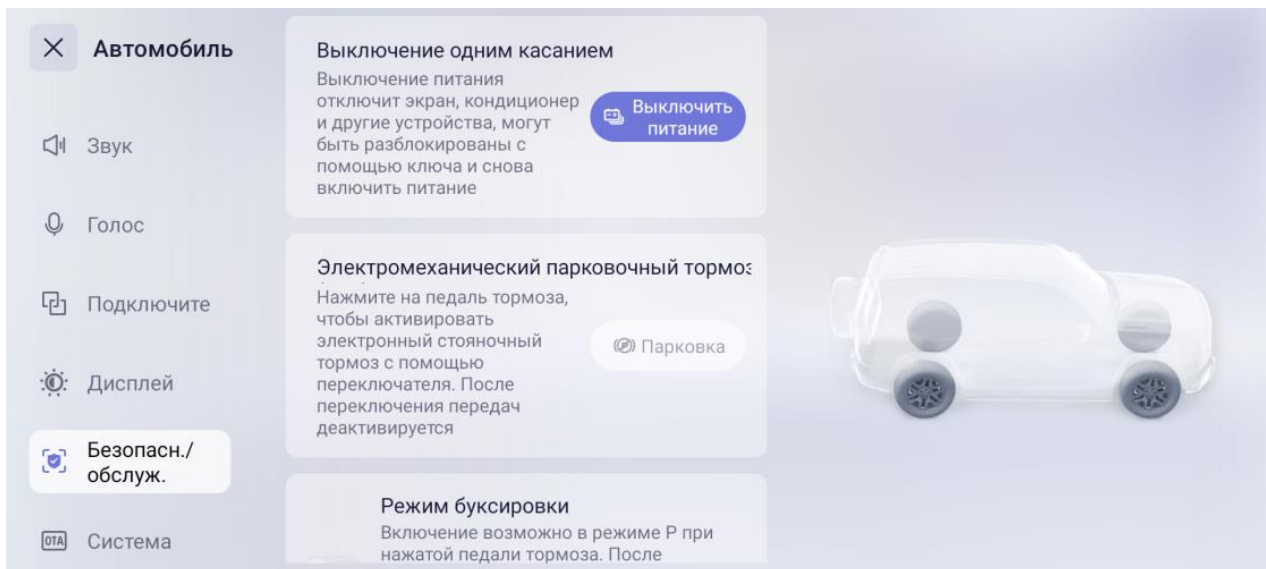 Автомобиль
Звук
Голос
Подключите
Дисплей
Безопасн./
обслуж.
OTA
Система
Выключение одним касанием
Выключение питания
отключит экран, кондиционер
и другие устройства, могут
быть разблокированы с
помощью ключа и снова
включить питание
Выключить
питание
Электромеханический парковочный тормоз
Нажмите на педаль тормоза,
чтобы активировать
электронный стояночный
тормоз с помощью
переключателя. После
переключения передач
деактивируется
Парковка
Режим буксировки
Включение возможно в режиме P при
нажатой педали тормоза. После